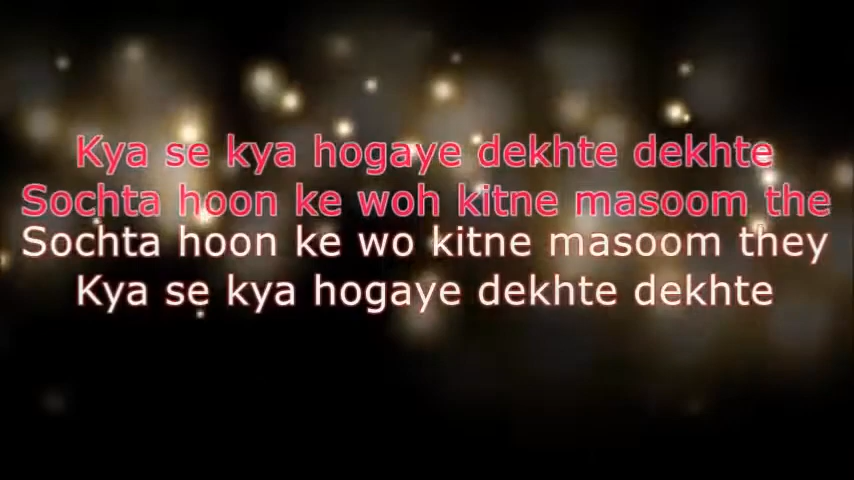 Kya se kya hogaye dekhte dekhte
Sochta hoon ke woh kitne masoom the
Sochta hoon ke wo kitne masoom they
Kya se kya hogaye dekhte dekhte